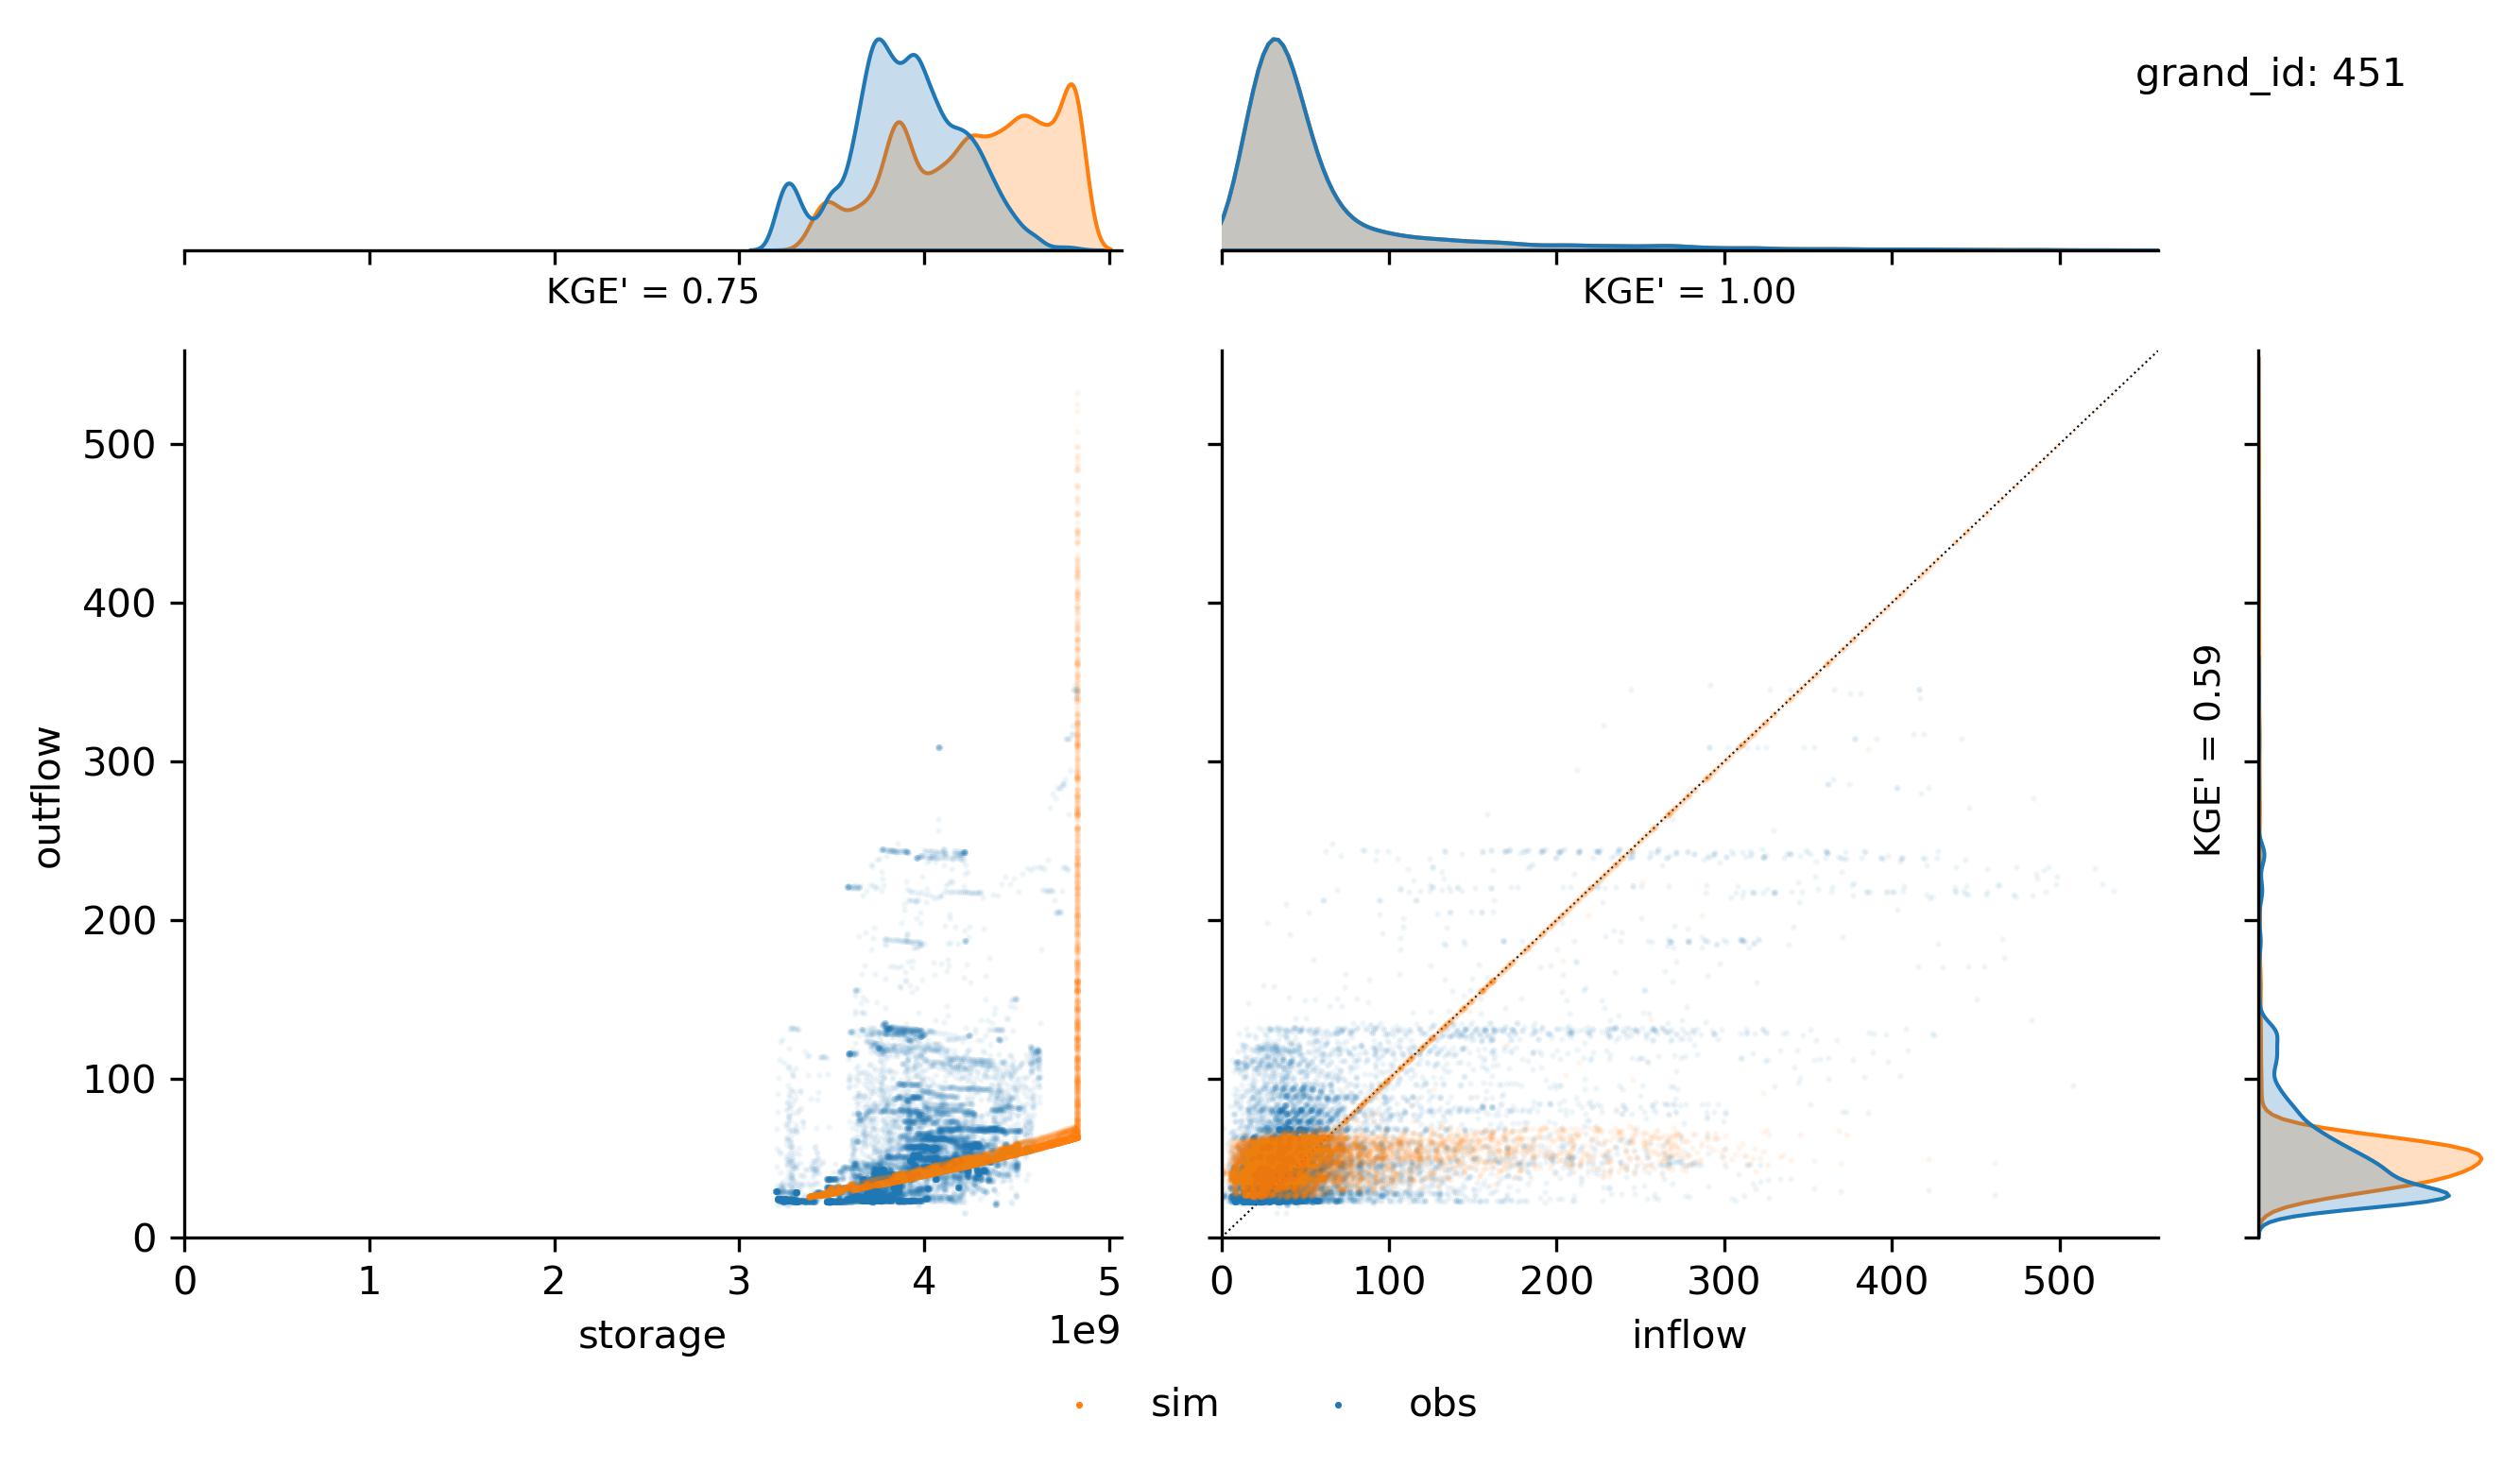 grand_id: 451
KGE' = 0.75
KGE' = 1.00
outflow
500
400
300
200
100
0
KGE' = 0.59
0 1 2 3 4 5
1e9
storage
0 100 200 300 400 500
inflow
sim obs